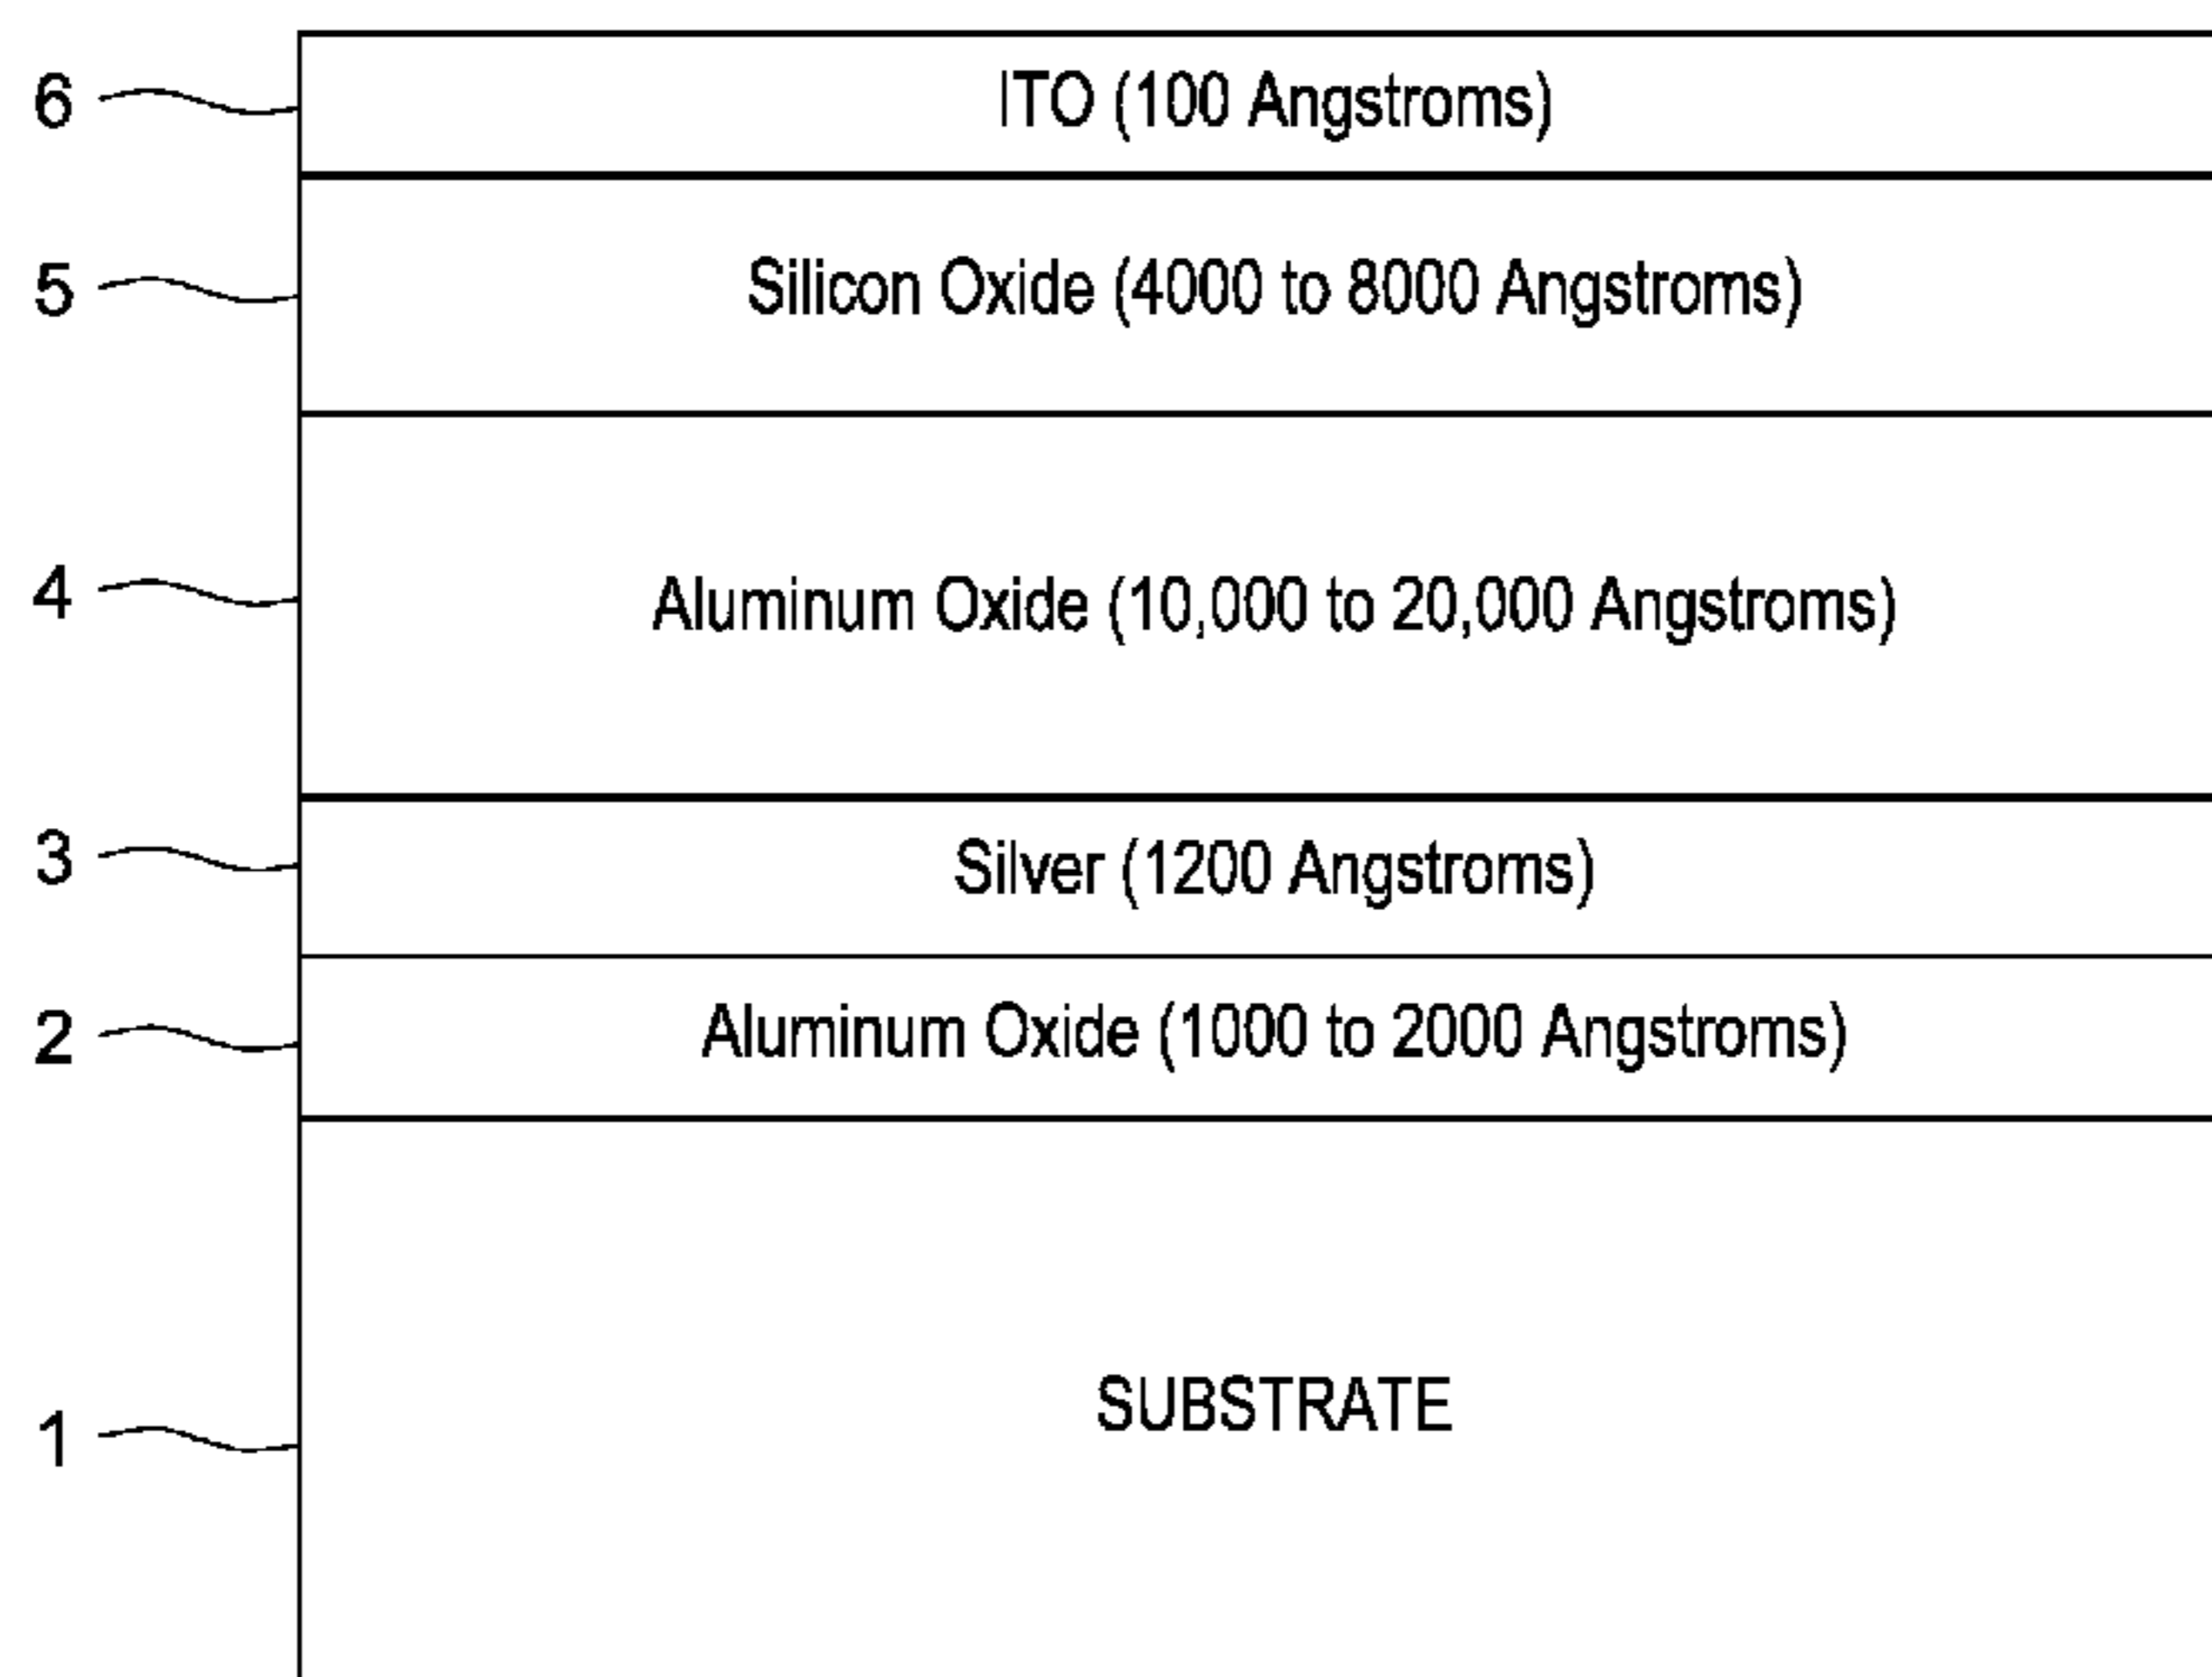 6 ITO (100 Angstroms)
5 Silicon Oxide (4000 to 8000 Angstroms)
4 Aluminum Oxide (10,000 to 20,000 Angstroms)
3 Silver (1200 Angstroms)
2 Aluminum Oxide (1000 to 2000 Angstroms)
1 SUBSTRATE